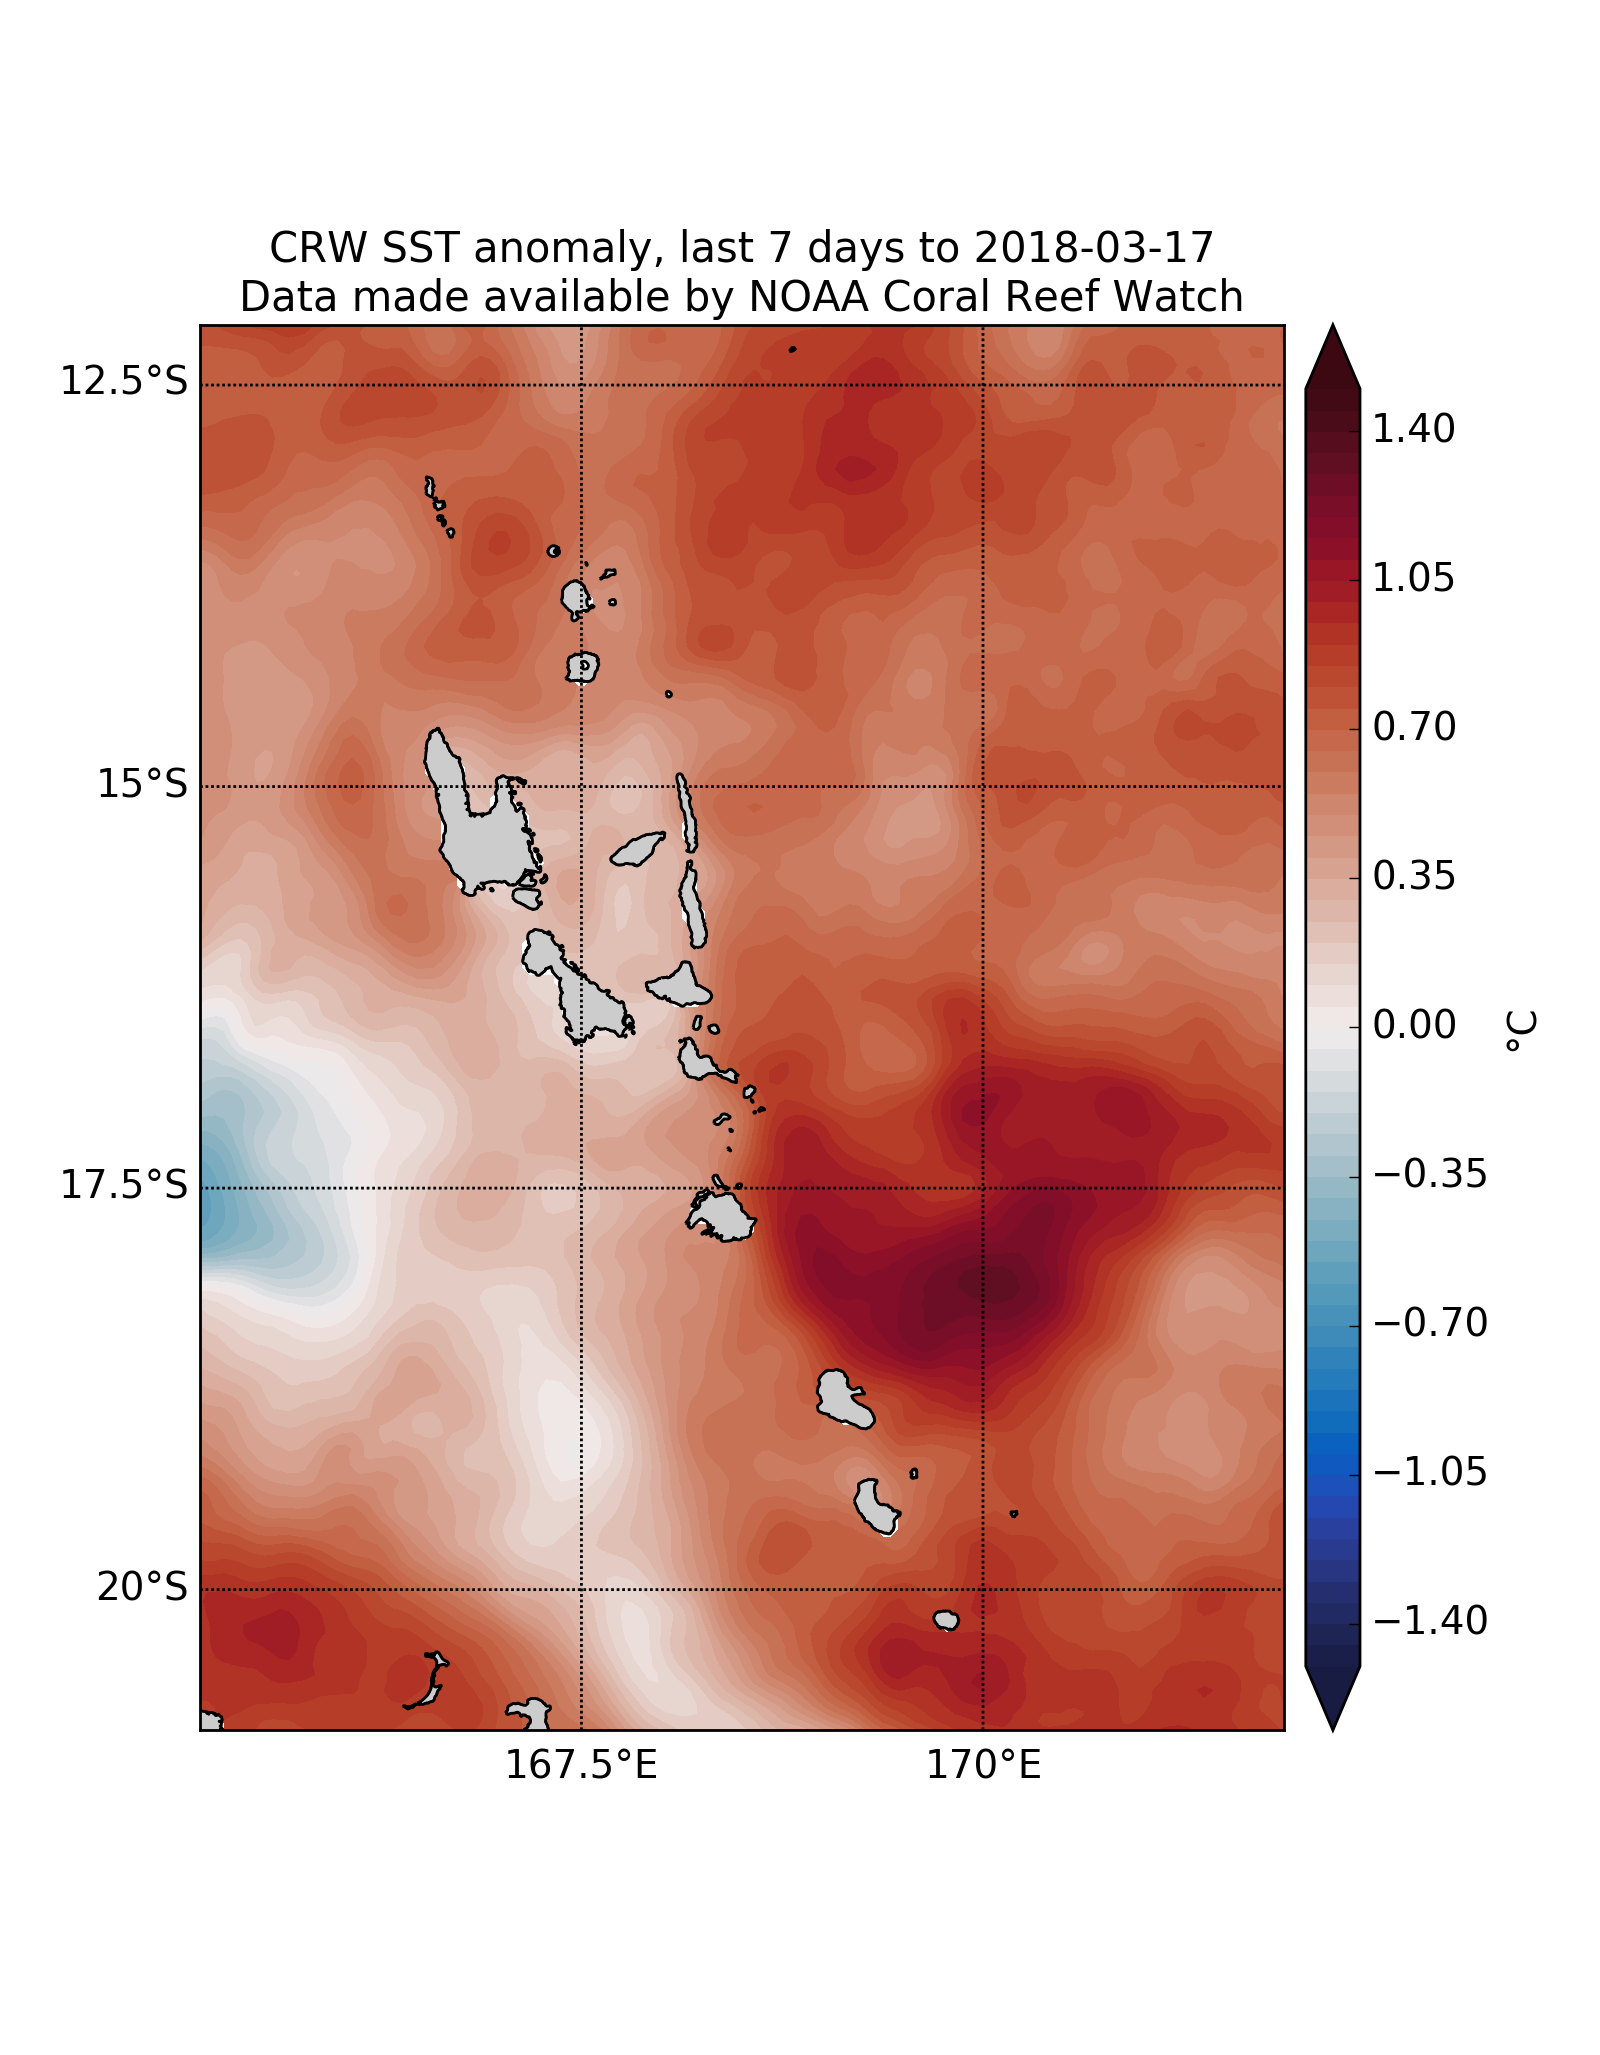 CRW SST anomaly, last 7 days to 2018-03-17
Data made available by NOAA Coral Reef Watch
12.5°S
15°S
17.5°S
20°S
167.5°E
170°E
1.40
1.05
0.70
0.35
0.00
−0.35
−0.70
−1.05
−1.40
°C